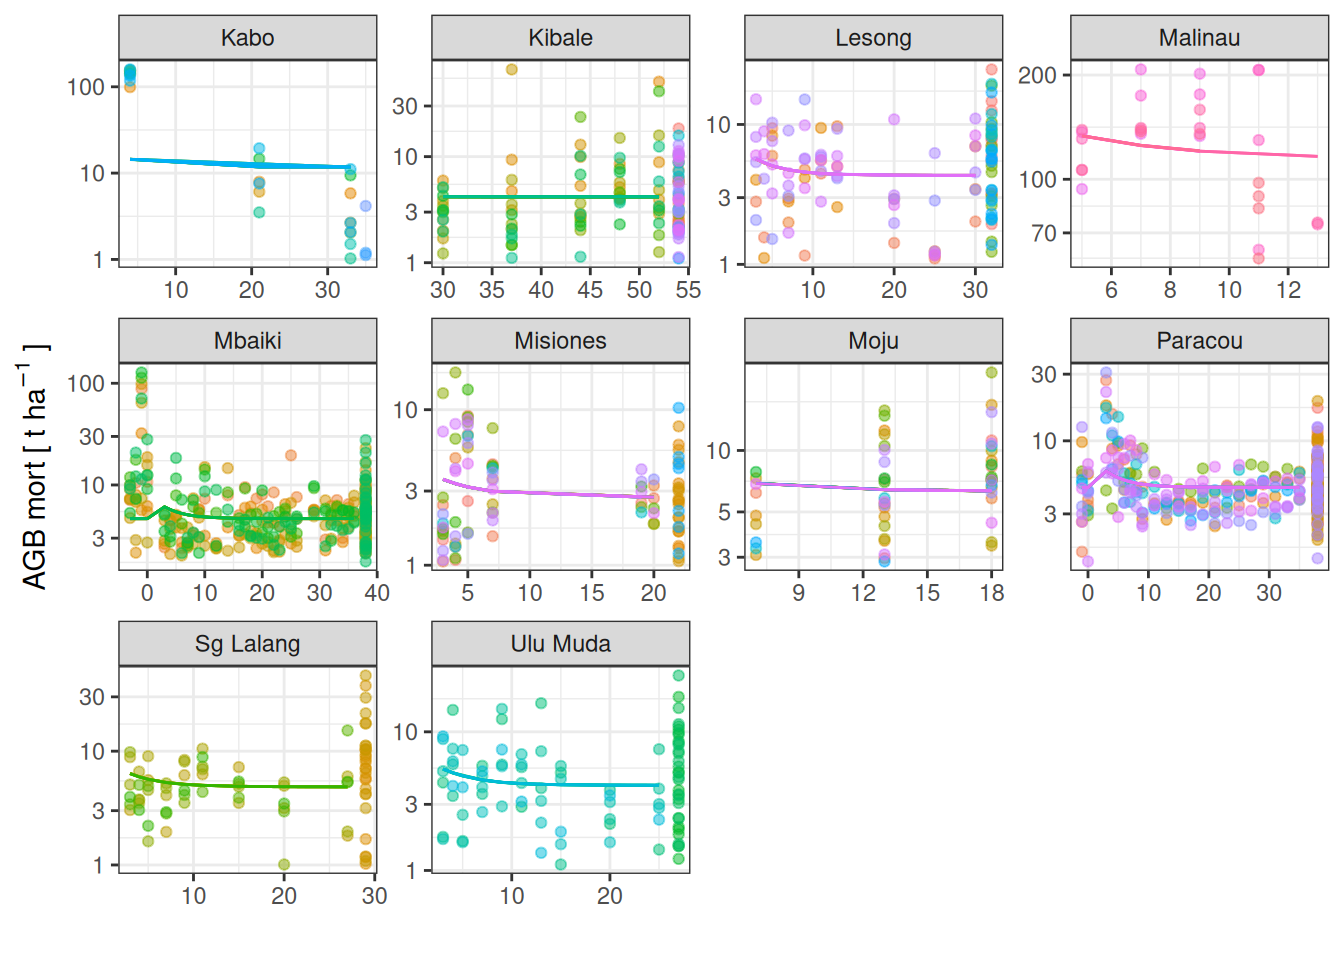 Kabo Kibale Lesong Malinau
100 10 1
30 10 3 1
10 3 1
200 100 70
10 20 30
30 35 40 45 50 55
10 20 30
6 8 10 12
Mbaiki Misiones Moju Paracou
100 30 10 3
10 3 1
10 5 3
30 10 3
0 10 20 30 40
5 10 15 20
9 12 15 18
0 10 20 30
AGB mort [ t ha⁻¹ ]
Sg Lalang Ulu Muda
30 10 3 1
10 3 1
10 20 30
10 20